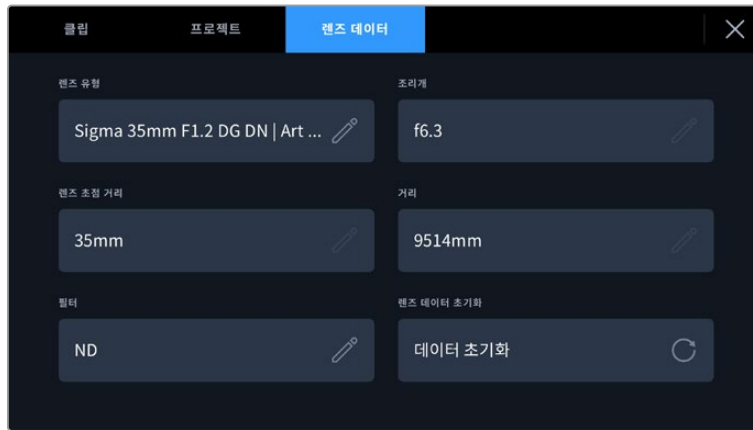 클립 프로젝트 렌즈 데이터
렌즈 유형 조리개
Sigma 35mm F1.2 DG DN | Art ... f6.3
렌즈 초점 거리 거리
35mm 9514mm
필터 렌즈 데이터 초기화
ND 데이터 초기화